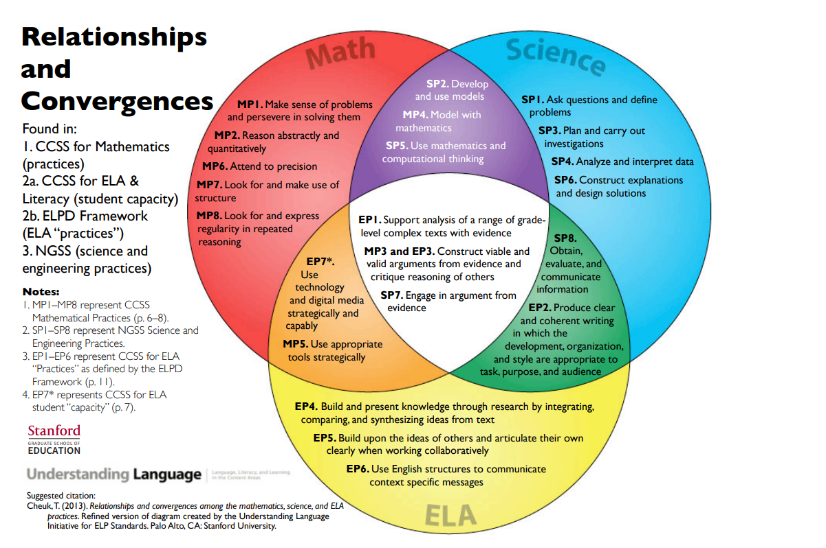 Relationships
and
Convergences
Found in:
1. CCSS for Mathematics
(practices)
2a. CCSS for ELA &
Literacy (student capacity)
2b. ELPD Framework
(ELA “practices”)
3. NGSS (science and
engineering practices)
Notes:
1. MP1–MP8 represent CCSS
Mathematical Practices (p. 6–8).
2. SP1–SP8 represent NGSS Science and
Engineering Practices.
3. EP1–EP6 represent CCSS for ELA
“Practices” as defined by the ELPD
Framework (p. 11).
4. EP7* represents CCSS for ELA
student “capacity” (p. 7).
Stanford
GRADUATE SCHOOL OF
EDUCATION
Understanding Language
Language, Literacy, and Learning
in the Content Areas
Suggested citation:
Cheuk, T. (2013). Relationships and convergences among the mathematics, science, and ELA
practices. Refined version of diagram created by the Understanding Language
Initiative for ELP Standards. Palo Alto, CA: Stanford University.
Math
MP1. Make sense of problems
and persevere in solving them
MP2. Reason abstractly and
quantitatively
MP6. Attend to precision
MP7. Look for and make use of
structure
MP8. Look for and express
regularity in repeated
reasoning
SP2. Develop
and use models
MP4. Model with
mathematics
SP5. Use mathematics and
computational thinking
Science
SP1. Ask questions and define
problems
SP3. Plan and carry out
investigations
SP4. Analyze and interpret data
SP6. Construct explanations
and design solutions
EP1. Support analysis of a range of grade-
level complex texts with evidence
MP3 and EP3. Construct viable and
valid arguments from evidence and
critique reasoning of others
SP7. Engage in argument from
evidence
EP7*.
Use
technology
and digital media
strategically and
capably
MP5. Use appropriate
tools strategically
SP8.
Obtain,
evaluate, and
communicate
information
EP2. Produce clear
and coherent writing
in which the
development, organization,
and style are appropriate to
task, purpose, and audience
EP4. Build and present knowledge through research by integrating,
comparing, and synthesizing ideas from text
EP5. Build upon the ideas of others and articulate their own
clearly when working collaboratively
EP6. Use English structures to communicate
context specific messages
ELA